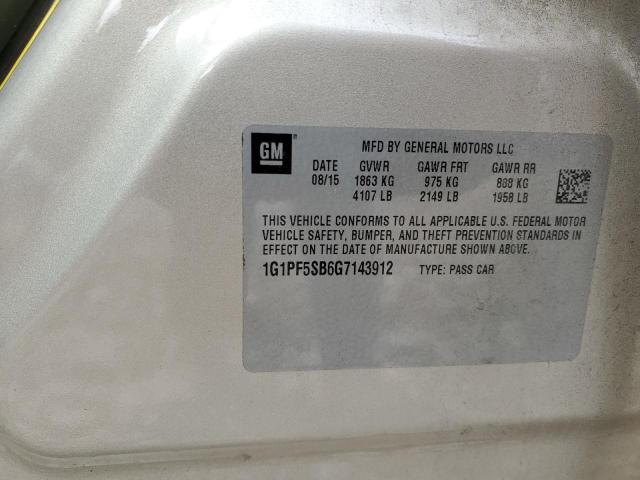 GM ® MFD BY GENERAL MOTORS LLC
DATE GVWR GAWR FRT GAWR RR
08/15 1863 KG 975 KG 888 KG
4107 LB 2149 LB 1958 LB
THIS VEHICLE CONFORMS TO ALL APPLICABLE U.S. FEDERAL MOTOR
VEHICLE SAFETY, BUMPER, AND THEFT PREVENTION STANDARDS IN
EFFECT ON THE DATE OF MANUFACTURE SHOWN ABOVE.
1G1PF5SB6G7143912 TYPE: PASS CAR